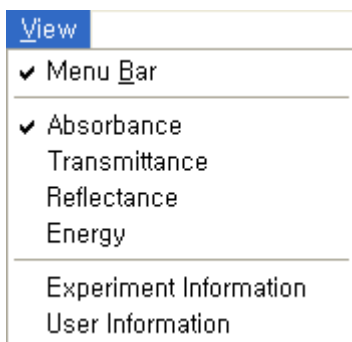 View
Menu Bar
Absorbance
Transmittance
Reflectance
Energy
Experiment Information
User Information